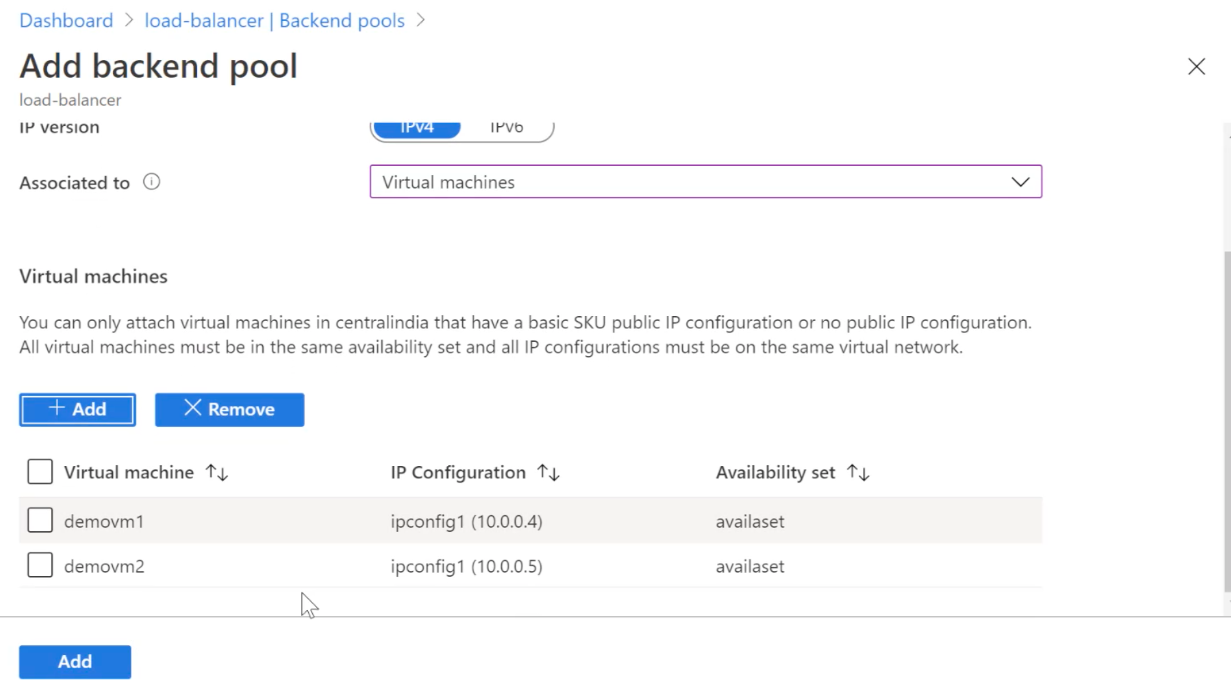 Dashboard > load-balancer | Backend pools >
Add backend pool
load-balancer
IP version IPv4 IPv6
Associated to Virtual machines
Virtual machines
You can only attach virtual machines in centralindia that have a basic SKU public IP configuration or no public IP configuration.
All virtual machines must be in the same availability set and all IP configurations must be on the same virtual network.
+ Add × Remove
Virtual machine ↑↓ IP Configuration ↑↓ Availability set ↑↓
demovm1 ipconfig1 (10.0.0.4) availaset
demovm2 ipconfig1 (10.0.0.5) availaset
Add